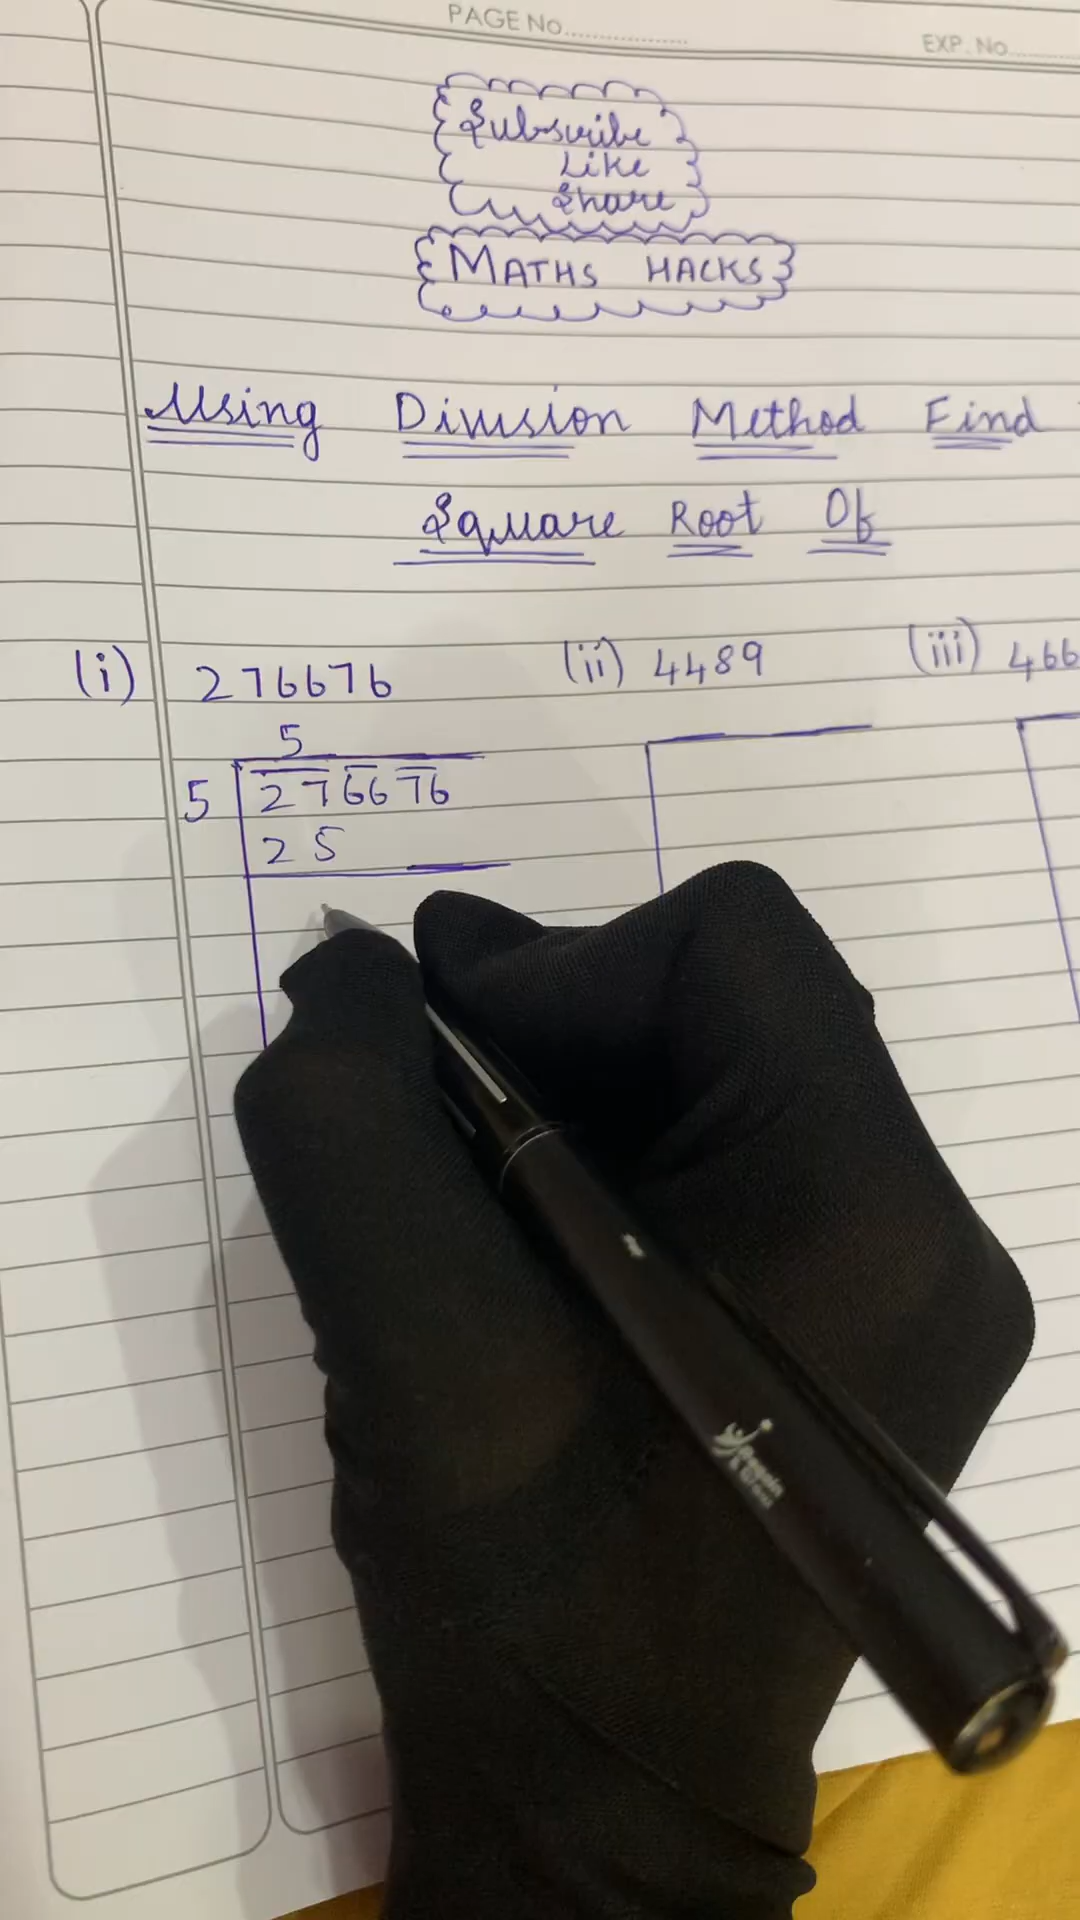 PAGE No.................
EXP. No.......
Subscribe
Like
Share
MATHS HACKS
Using Division Method Find
Square Root Of
(i) 276676 (ii) 4489 (iii) 466
5
5 276676
25